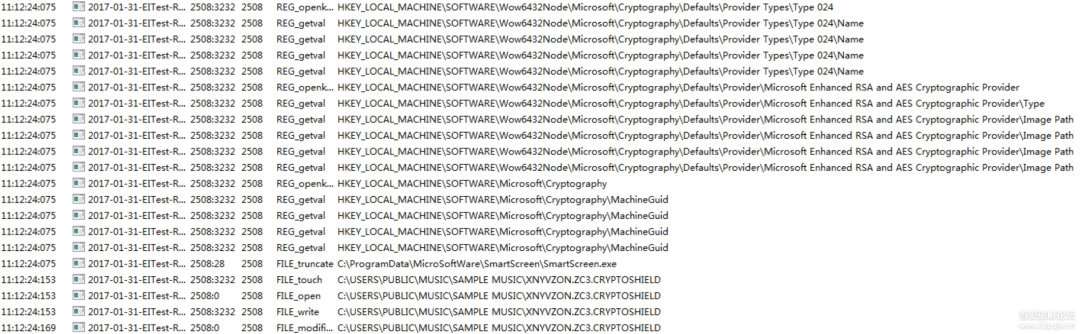 11:12:24:075 2017-01-31-EITest-R... 2508:3232 2508 REG_openk... HKEY_LOCAL_MACHINE\SOFTWARE\Wow6432Node\Microsoft\Cryptography\Defaults\Provider Types\Type 024
11:12:24:075 2017-01-31-EITest-R... 2508:3232 2508 REG_getval HKEY_LOCAL_MACHINE\SOFTWARE\Wow6432Node\Microsoft\Cryptography\Defaults\Provider Types\Type 024\Name
11:12:24:075 2017-01-31-EITest-R... 2508:3232 2508 REG_getval HKEY_LOCAL_MACHINE\SOFTWARE\Wow6432Node\Microsoft\Cryptography\Defaults\Provider Types\Type 024\Name
11:12:24:075 2017-01-31-EITest-R... 2508:3232 2508 REG_getval HKEY_LOCAL_MACHINE\SOFTWARE\Wow6432Node\Microsoft\Cryptography\Defaults\Provider Types\Type 024\Name
11:12:24:075 2017-01-31-EITest-R... 2508:3232 2508 REG_getval HKEY_LOCAL_MACHINE\SOFTWARE\Wow6432Node\Microsoft\Cryptography\Defaults\Provider Types\Type 024\Name
11:12:24:075 2017-01-31-EITest-R... 2508:3232 2508 REG_openk... HKEY_LOCAL_MACHINE\SOFTWARE\Wow6432Node\Microsoft\Cryptography\Defaults\Provider\Microsoft Enhanced RSA and AES Cryptographic Provider
11:12:24:075 2017-01-31-EITest-R... 2508:3232 2508 REG_getval HKEY_LOCAL_MACHINE\SOFTWARE\Wow6432Node\Microsoft\Cryptography\Defaults\Provider\Microsoft Enhanced RSA and AES Cryptographic Provider\Type
11:12:24:075 2017-01-31-EITest-R... 2508:3232 2508 REG_getval HKEY_LOCAL_MACHINE\SOFTWARE\Wow6432Node\Microsoft\Cryptography\Defaults\Provider\Microsoft Enhanced RSA and AES Cryptographic Provider\Image Path
11:12:24:075 2017-01-31-EITest-R... 2508:3232 2508 REG_getval HKEY_LOCAL_MACHINE\SOFTWARE\Wow6432Node\Microsoft\Cryptography\Defaults\Provider\Microsoft Enhanced RSA and AES Cryptographic Provider\Image Path
11:12:24:075 2017-01-31-EITest-R... 2508:3232 2508 REG_getval HKEY_LOCAL_MACHINE\SOFTWARE\Wow6432Node\Microsoft\Cryptography\Defaults\Provider\Microsoft Enhanced RSA and AES Cryptographic Provider\Image Path
11:12:24:075 2017-01-31-EITest-R... 2508:3232 2508 REG_getval HKEY_LOCAL_MACHINE\SOFTWARE\Wow6432Node\Microsoft\Cryptography\Defaults\Provider\Microsoft Enhanced RSA and AES Cryptographic Provider\Image Path
11:12:24:075 2017-01-31-EITest-R... 2508:3232 2508 REG_openk... HKEY_LOCAL_MACHINE\SOFTWARE\Microsoft\Cryptography
11:12:24:075 2017-01-31-EITest-R... 2508:3232 2508 REG_getval HKEY_LOCAL_MACHINE\SOFTWARE\Microsoft\Cryptography\MachineGuid
11:12:24:075 2017-01-31-EITest-R... 2508:3232 2508 REG_getval HKEY_LOCAL_MACHINE\SOFTWARE\Microsoft\Cryptography\MachineGuid
11:12:24:075 2017-01-31-EITest-R... 2508:3232 2508 REG_getval HKEY_LOCAL_MACHINE\SOFTWARE\Microsoft\Cryptography\MachineGuid
11:12:24:075 2017-01-31-EITest-R... 2508:3232 2508 REG_getval HKEY_LOCAL_MACHINE\SOFTWARE\Microsoft\Cryptography\MachineGuid
11:12:24:075 2017-01-31-EITest-R... 2508:28 2508 FILE_truncate C:\ProgramData\MicroSoftWare\SmartScreen\SmartScreen.exe
11:12:24:153 2017-01-31-EITest-R... 2508:3232 2508 FILE_touch C:\USERS\PUBLIC\MUSIC\SAMPLE MUSIC\XNYVZON.ZC3.CRYPTOSHIELD
11:12:24:153 2017-01-31-EITest-R... 2508:0 2508 FILE_open C:\USERS\PUBLIC\MUSIC\SAMPLE MUSIC\XNYVZON.ZC3.CRYPTOSHIELD
11:12:24:153 2017-01-31-EITest-R... 2508:3232 2508 FILE_write C:\USERS\PUBLIC\MUSIC\SAMPLE MUSIC\XNYVZON.ZC3.CRYPTOSHIELD
11:12:24:169 2017-01-31-EITest-R... 2508:0 2508 FILE_modifi... C:\USERS\PUBLIC\MUSIC\SAMPLE MUSIC\XNYVZON.ZC3.CRYPTOSHIELD